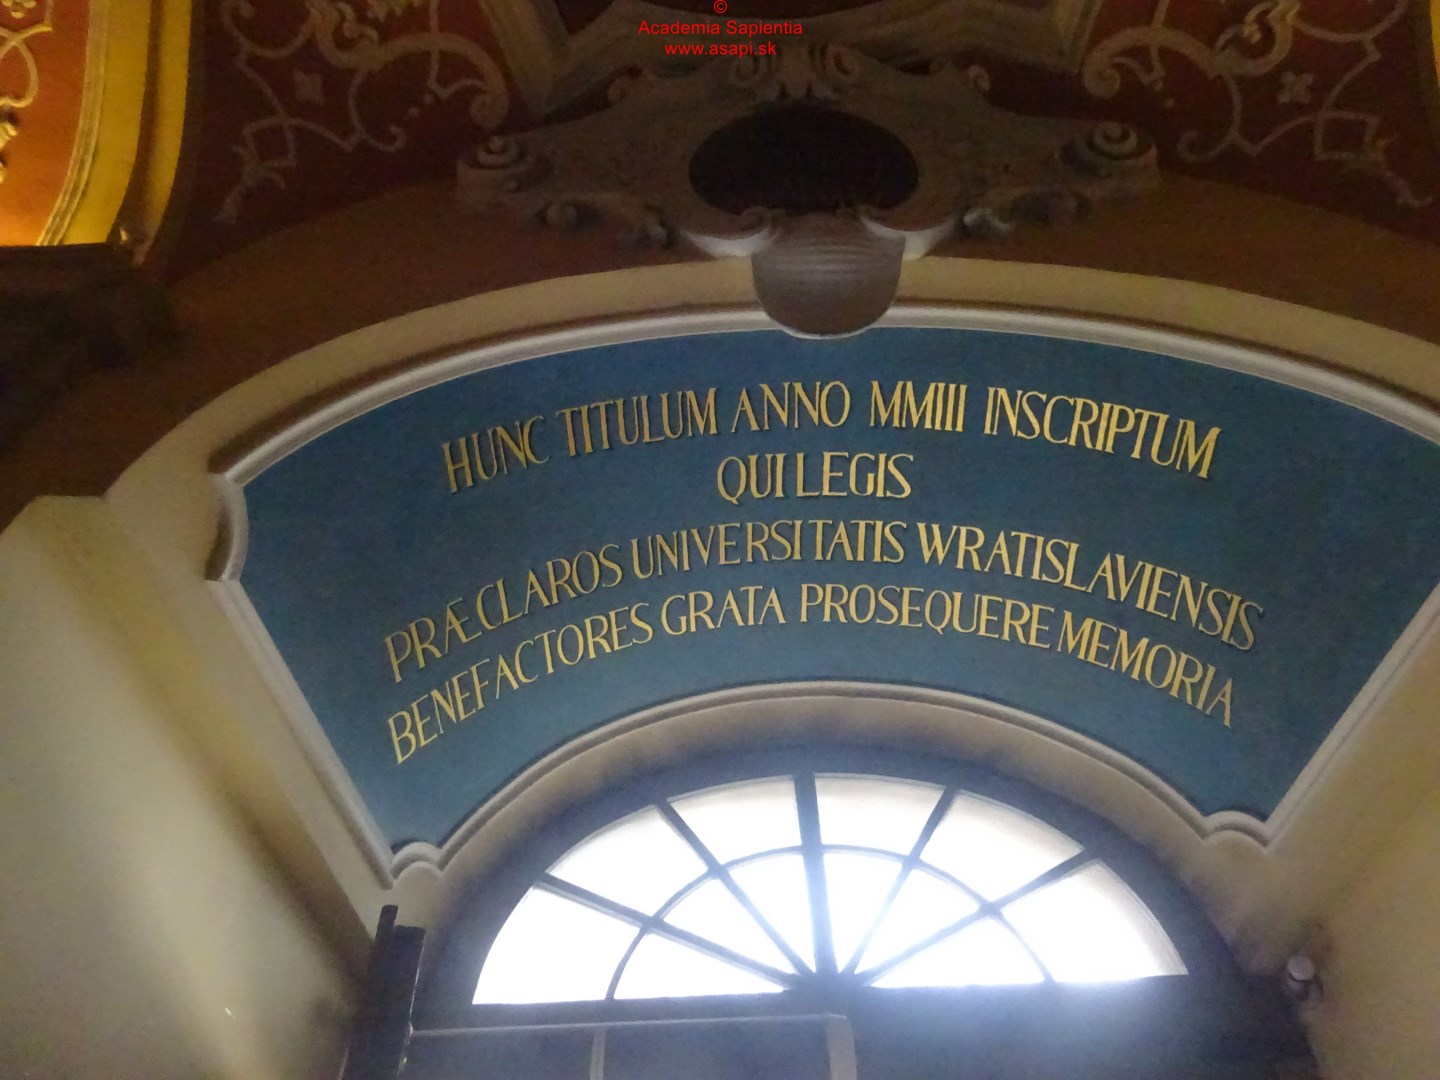 ©
Academia Sapientia
www.asapi.sk
HUNC TITULUM ANNO MMIII INSCRIPTUM
QUI LEGIS
PRÆCLAROS UNIVERSITATIS WRATISLAVIENSIS
BENEFACTORES GRATA PROSEQUERE MEMORIA